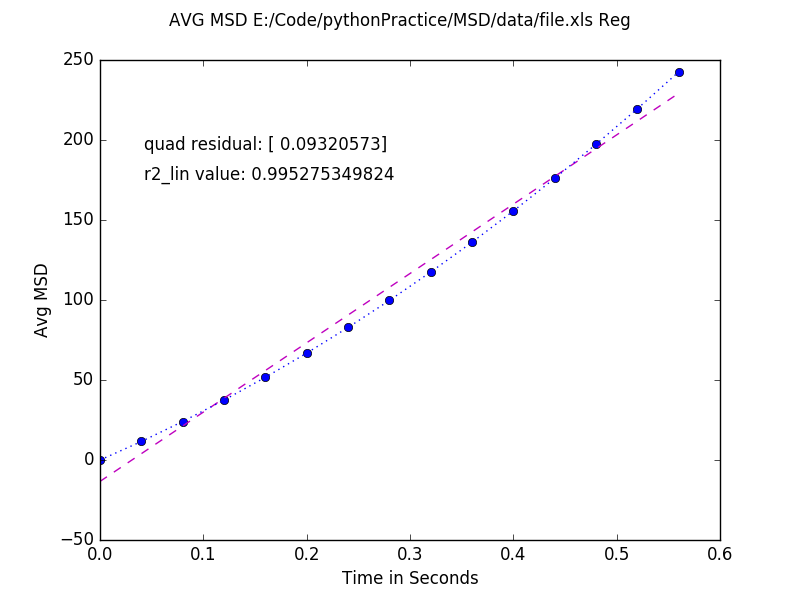 AVG MSD E:/Code/pythonPractice/MSD/data/file.xls Reg
250
200
150
100
50
0
−50
quad residual: [ 0.09320573]
r2_lin value: 0.995275349824
Avg MSD
0.0 0.1 0.2 0.3 0.4 0.5 0.6
Time in Seconds